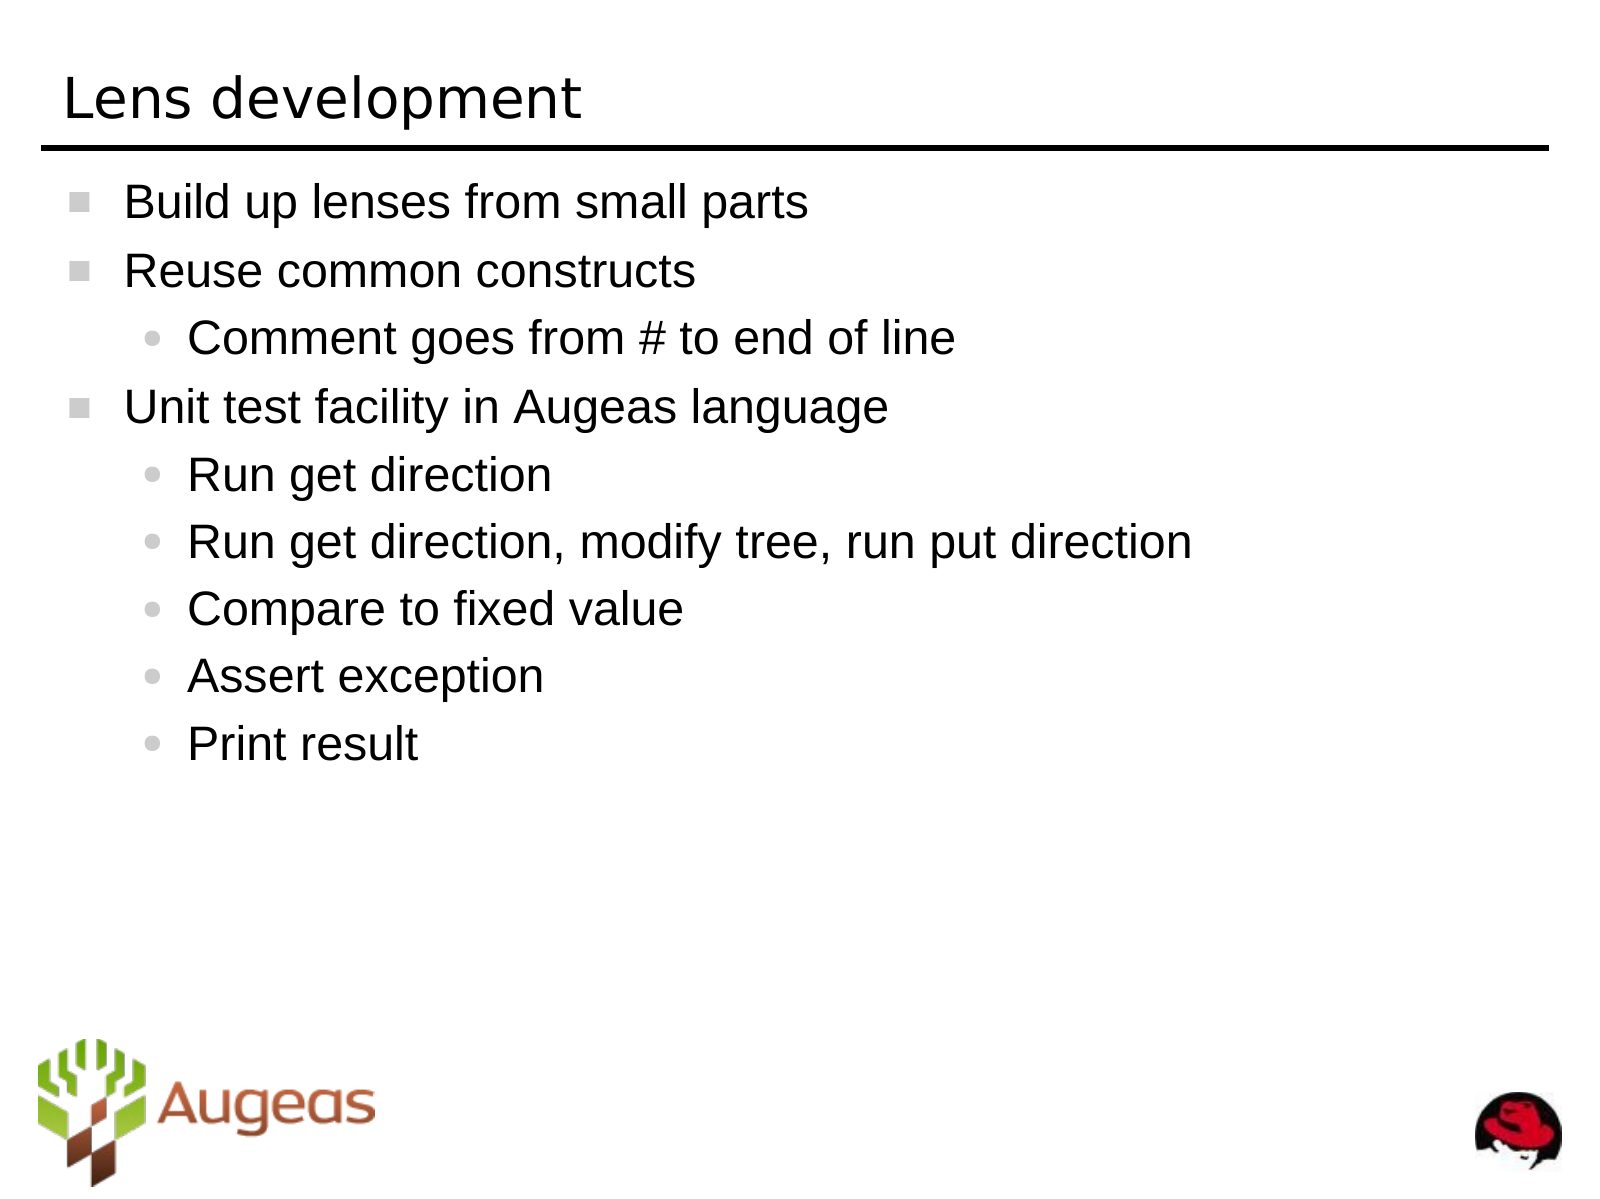 Lens development
Build up lenses from small parts
Reuse common constructs
Comment goes from # to end of line
Unit test facility in Augeas language
Run get direction
Run get direction, modify tree, run put direction
Compare to fixed value
Assert exception
Print result
Augeas